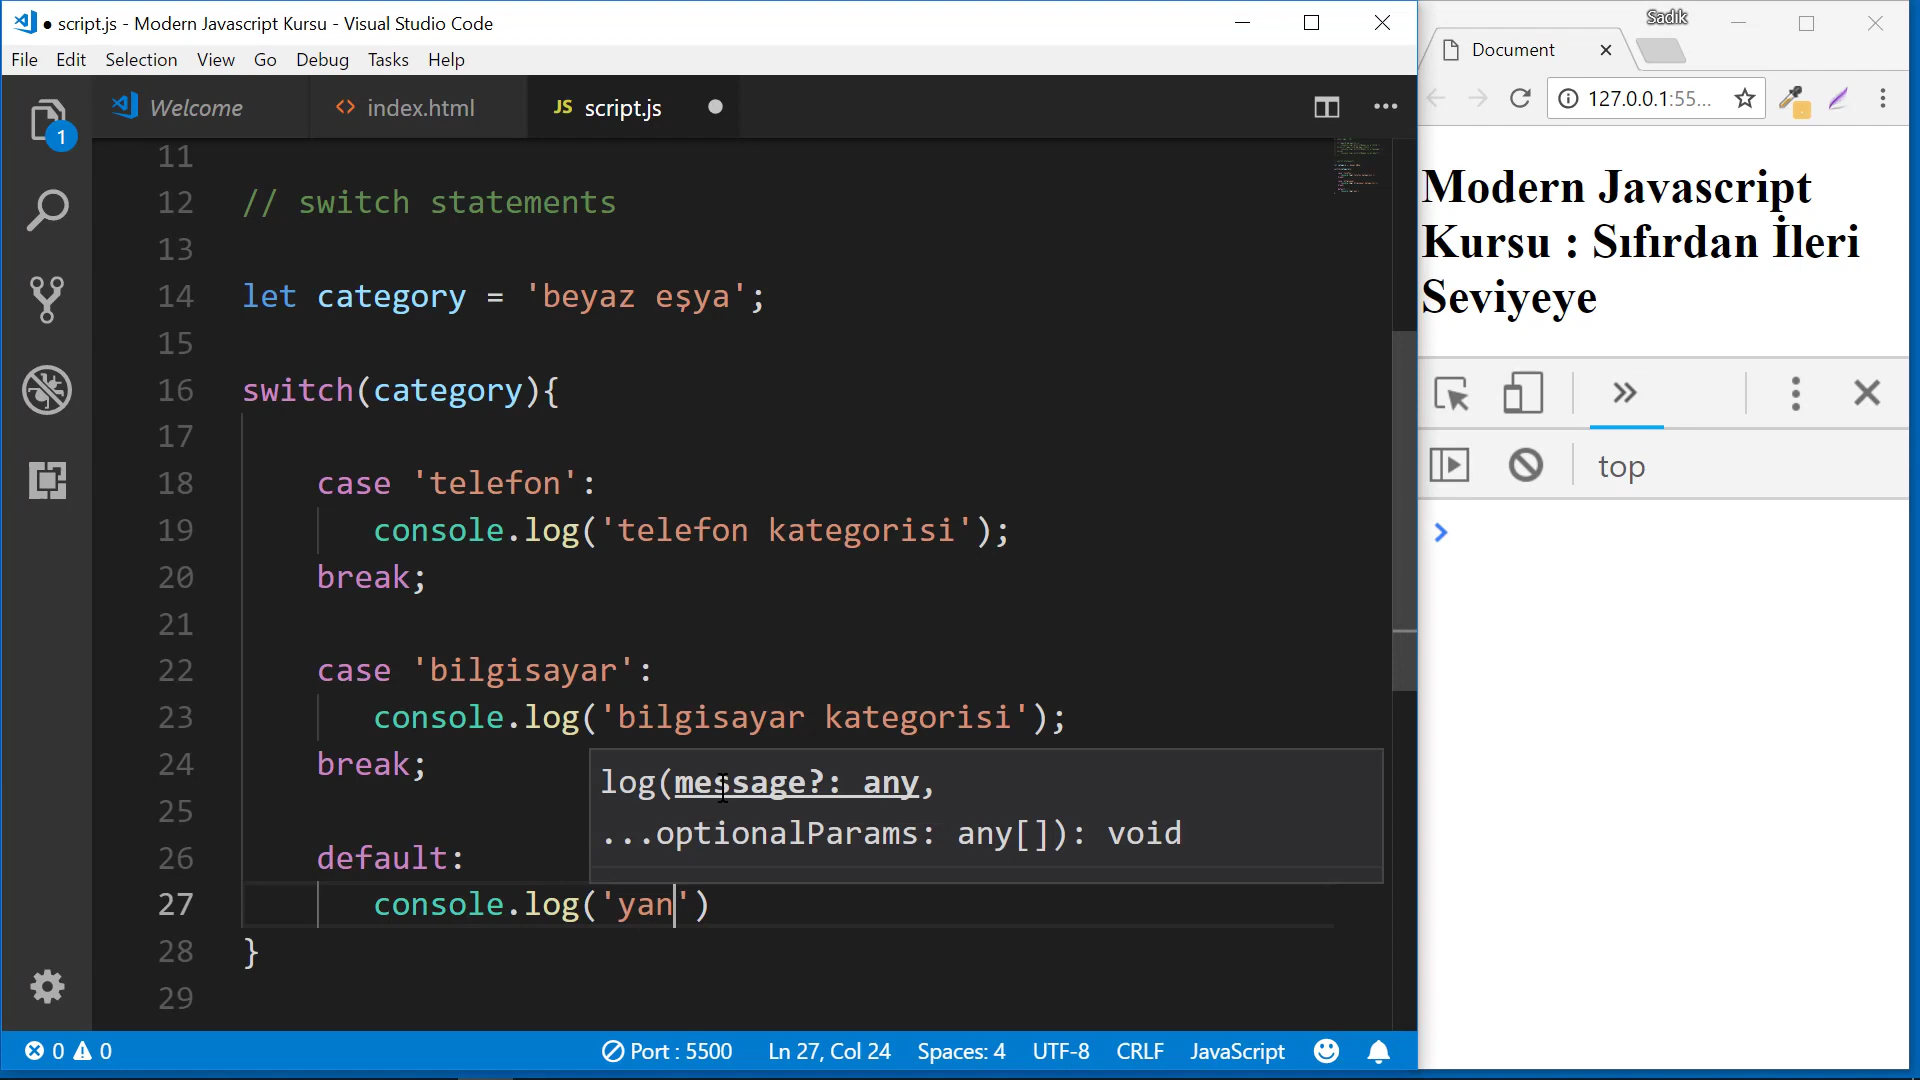 ● script.js - Modern Javascript Kursu - Visual Studio Code
File Edit Selection View Go Debug Tasks Help
Welcome
index.html
JS script.js
1
11
12 // switch statements
13
14 let category = 'beyaz eşya';
15
16 switch(category){
17
18 case 'telefon':
19 console.log('telefon kategorisi');
20 break;
21
22 case 'bilgisayar':
23 console.log('bilgisayar kategorisi');
24 break;
25
26 default:
27 console.log('yan')
28 }
29
log(message?: any,
...optionalParams: any[]): void
0 0 Port : 5500 Ln 27, Col 24 Spaces: 4 UTF-8 CRLF JavaScript
Sadik
Document
127.0.0.1:55...
Modern Javascript
Kursu : Sıfırdan İleri
Seviyeye
top